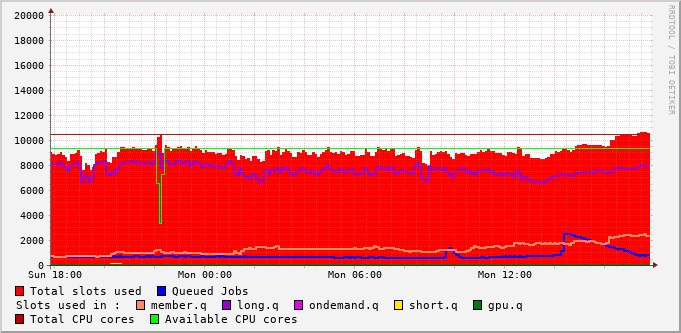 20000
18000
16000
14000
12000
10000
8000
6000
4000
2000
0
Sun 18:00 Mon 00:00 Mon 06:00 Mon 12:00
Total slots used Queued Jobs
Slots used in : member.q long.q ondemand.q short.q gpu.q
Total CPU cores Available CPU cores
RRDTOOL / TOBI OETIKER